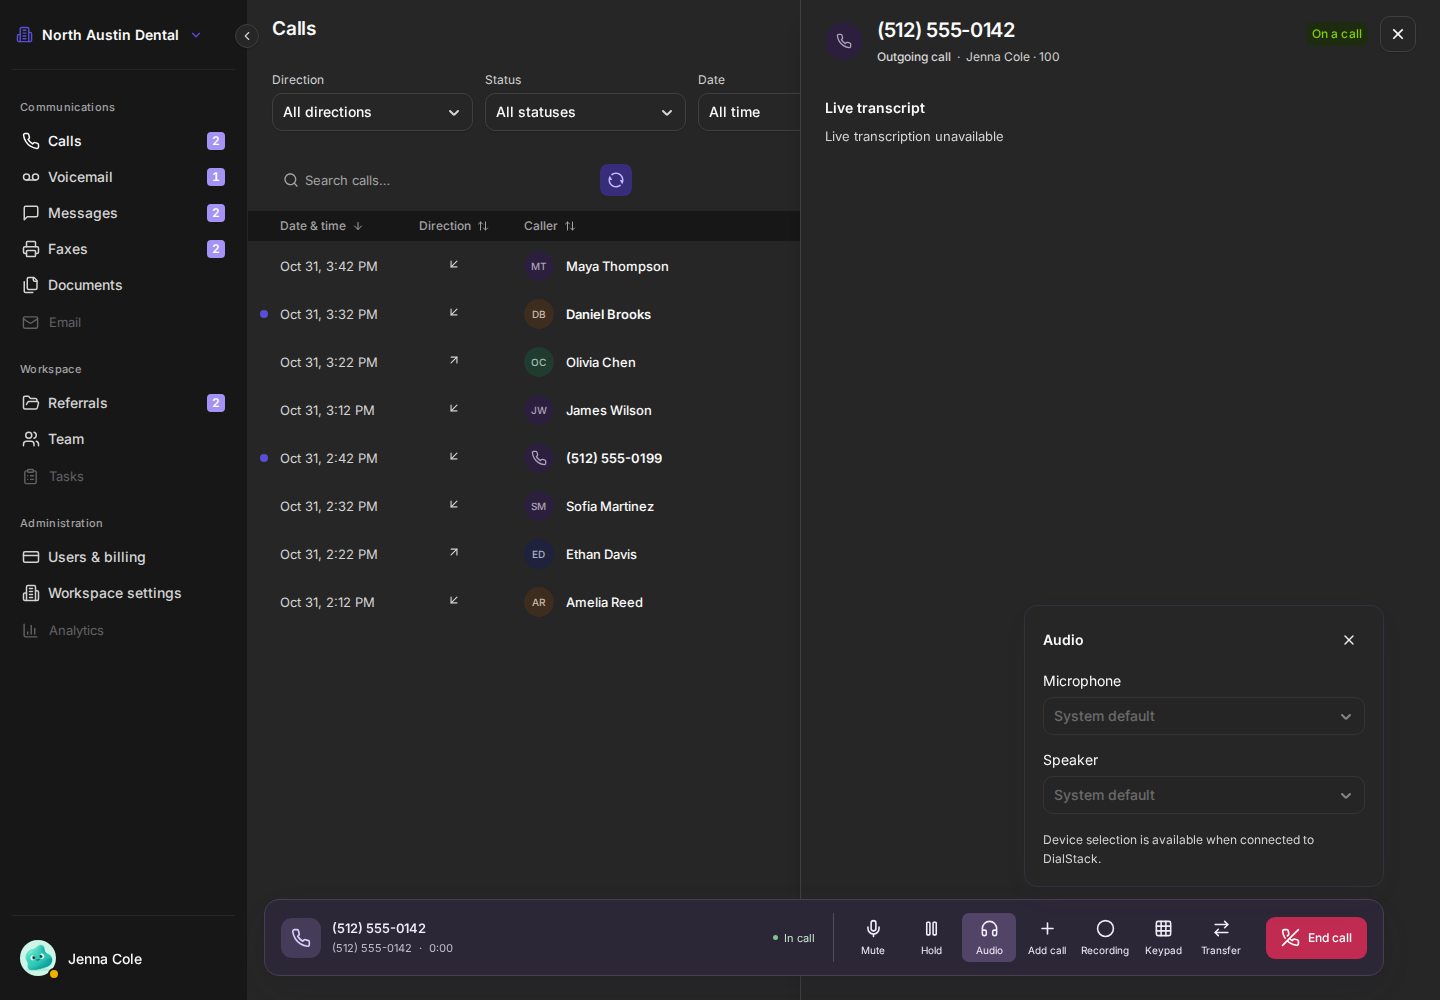 North Austin Dental
Communications
Calls 2
Voicemail 1
Messages 2
Faxes 2
Documents
Email
Workspace
Referrals 2
Team
Tasks
Administration
Users & billing
Workspace settings
Analytics
Jenna Cole
Calls
Direction Status Date
All directions All statuses All time
Search calls...
Date & time Direction Caller
Oct 31, 3:42 PM MT Maya Thompson
Oct 31, 3:32 PM DB Daniel Brooks
Oct 31, 3:22 PM OC Olivia Chen
Oct 31, 3:12 PM JW James Wilson
Oct 31, 2:42 PM (512) 555-0199
Oct 31, 2:32 PM SM Sofia Martinez
Oct 31, 2:22 PM ED Ethan Davis
Oct 31, 2:12 PM AR Amelia Reed
(512) 555-0142
Outgoing call · Jenna Cole · 100
On a call
Live transcript
Live transcription unavailable
Audio
Microphone
System default
Speaker
System default
Device selection is available when connected to
DialStack.
(512) 555-0142
(512) 555-0142 · 0:00
In call
Mute Hold Audio Add call Recording Keypad Transfer End call